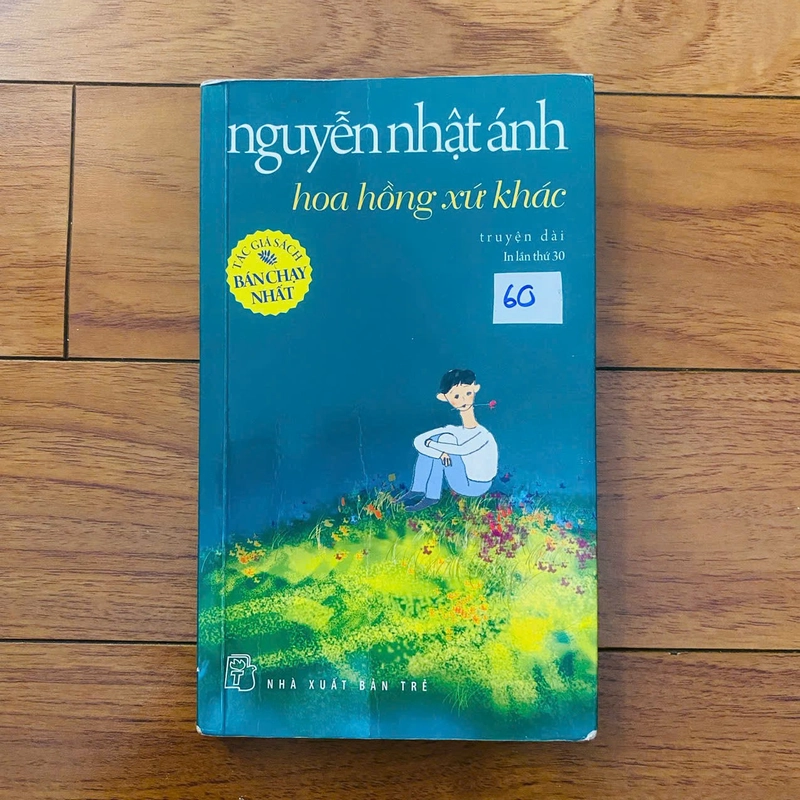 nguyễn nhật ánh
hoa hồng xứ khác
truyện dài
In lần thứ 30
60
TÁC GIẢ SÁCH
BÁN CHẠY
NHẤT
T
NHÀ XUẤT BẢN TRẺ